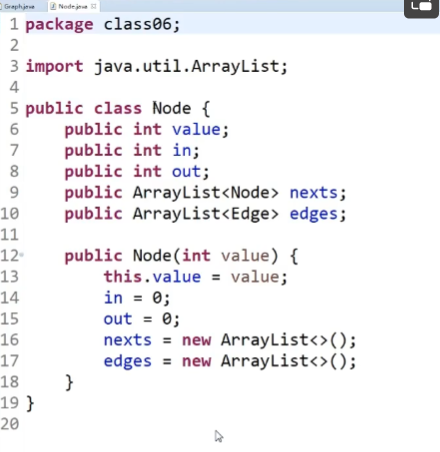 Graph.java Node.java
1 package class06;
2
3 import java.util.ArrayList;
4
5 public class Node {
6     public int value;
7     public int in;
8     public int out;
9     public ArrayList<Node> nexts;
10     public ArrayList<Edge> edges;
11
12     public Node(int value) {
13         this.value = value;
14         in = 0;
15         out = 0;
16         nexts = new ArrayList<>();
17         edges = new ArrayList<>();
18     }
19 }
20